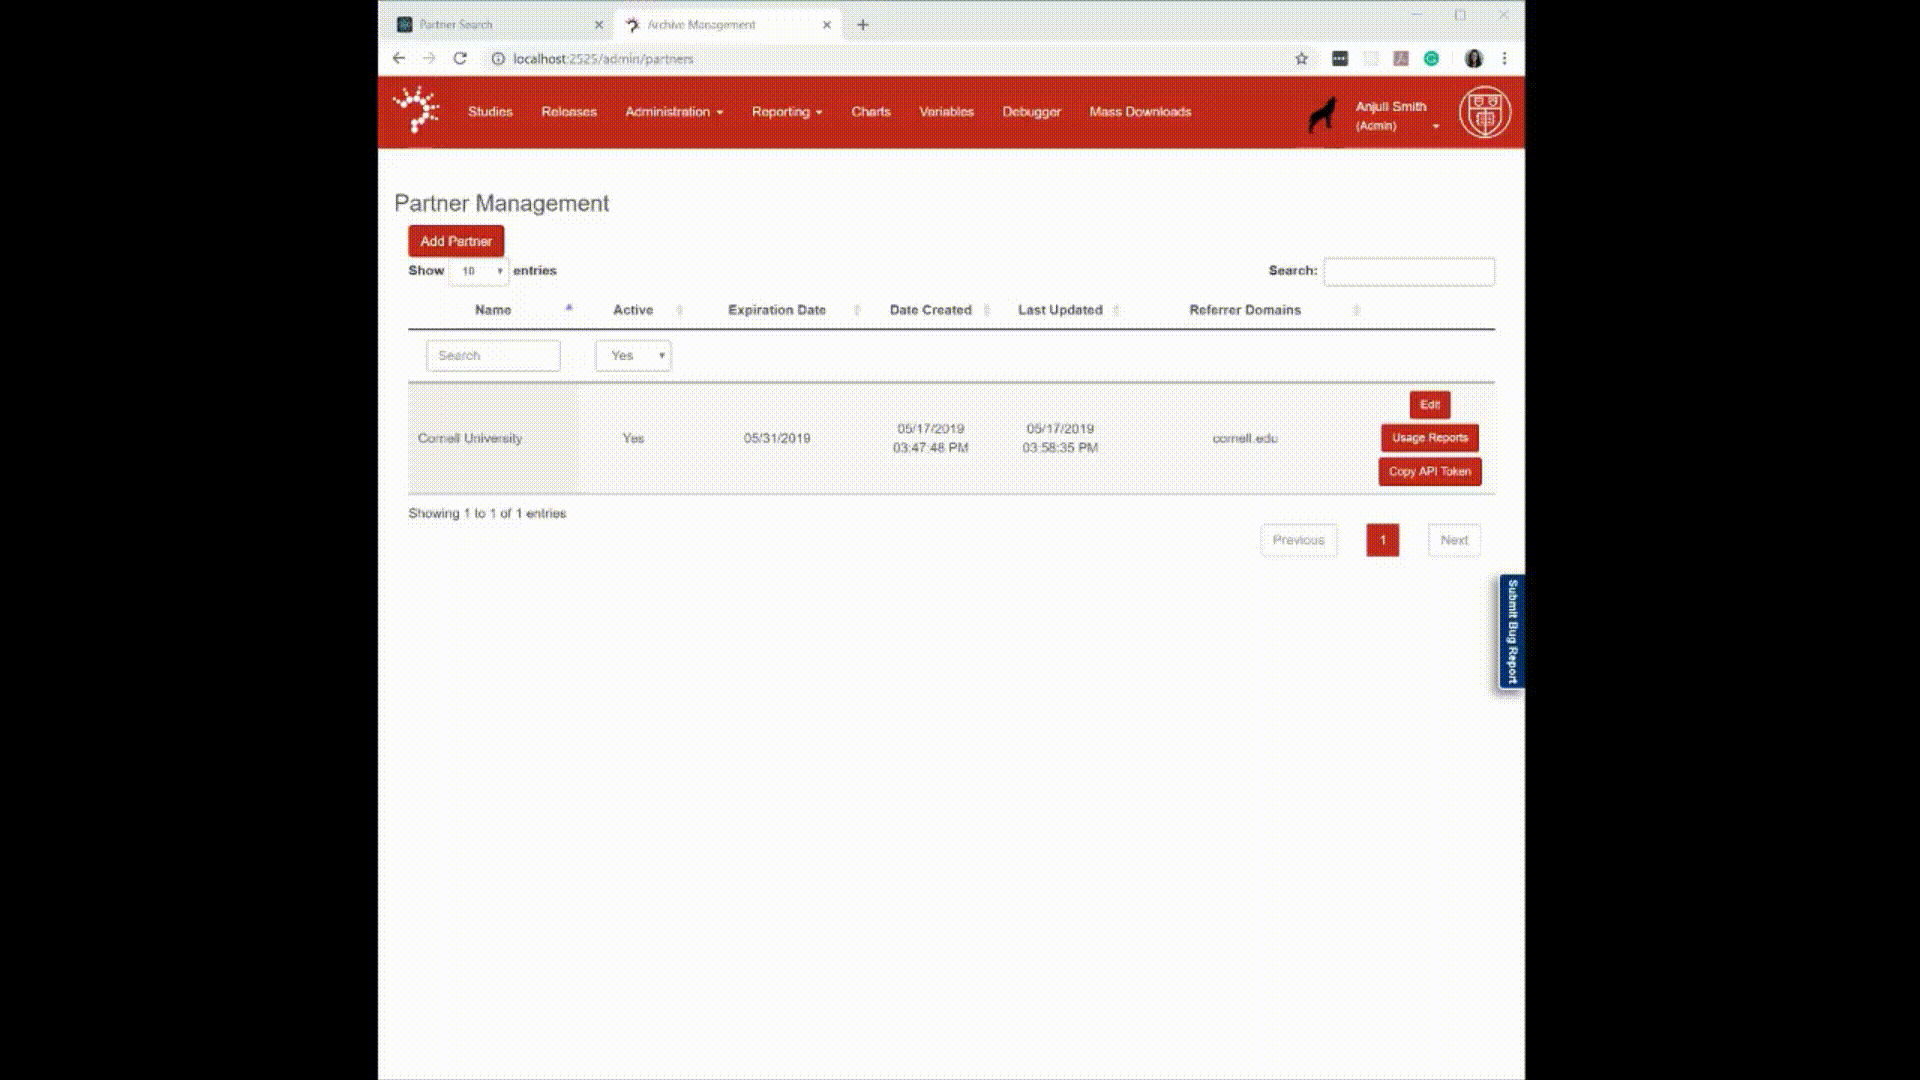 Partner Search
Archive Management
localhost:2525/admin/partners
Studies Releases Administration Reporting Charts Variables Debugger Mass Downloads
Anjuli Smith
(Admin)
Partner Management
Add Partner
Show 10 entries
Search:
Name Active Expiration Date Date Created Last Updated Referrer Domains
Search Yes
Edit
Cornell University Yes 05/31/2019 05/17/2019 03:47:48 PM 05/17/2019 03:58:35 PM cornell.edu
Usage Reports
Copy API Token
Showing 1 to 1 of 1 entries
Previous 1 Next
Submit Bug Report